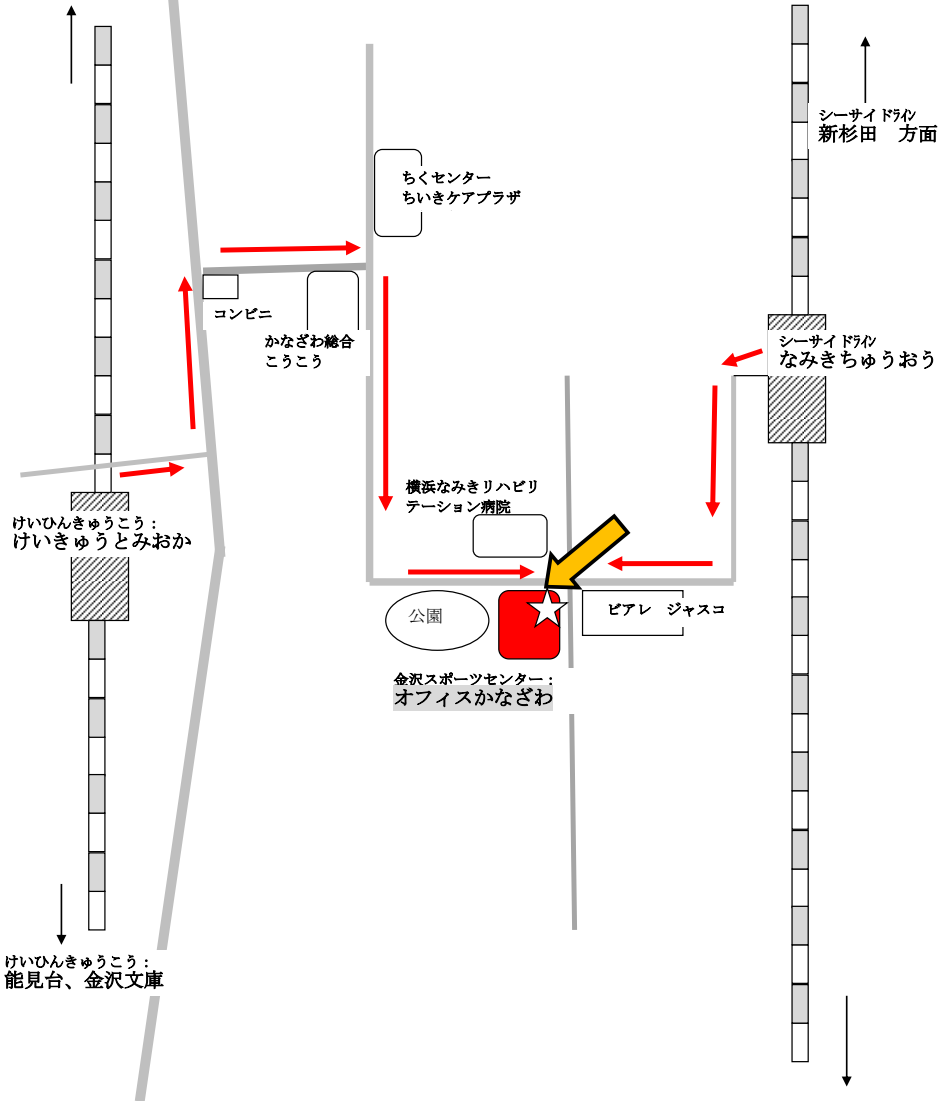 シーサイドライン
新杉田　方面
ちくセンター
ちいきケアプラザ
コンビニ
かなざわ総合
こうこう
シーサイドライン
なみきちゅうおう
横浜なみきリハビリ
テーション病院
けいひんきゅうこう：
けいきゅうとみおか
公園
ビアレ　ジャスコ
金沢スポーツセンター：
オフィスかなざわ
けいひんきゅうこう：
能見台、金沢文庫